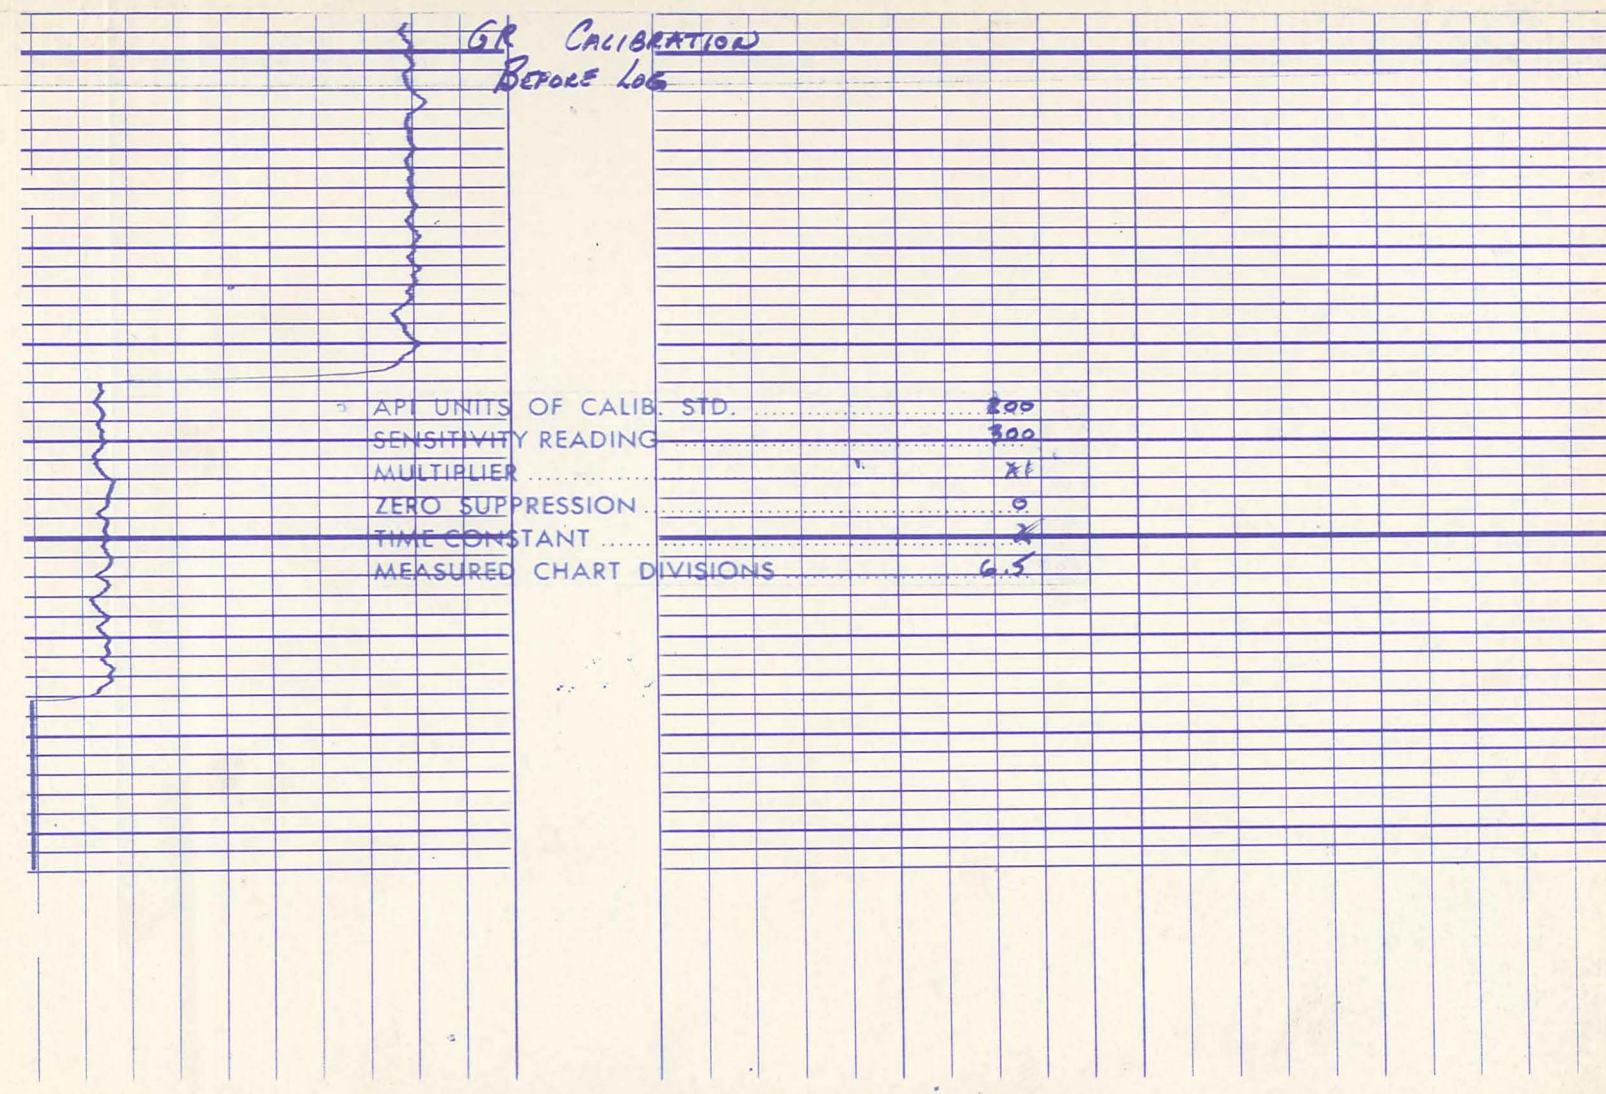 GR CALIBRATION
BEFORE LOG
API UNITS OF CALIB. STD. 200
SENSITIVITY READING 300
MULTIPLIER
ZERO SUPPRESSION 0
TIME CONSTANT
MEASURED CHART DIVISIONS 6.5